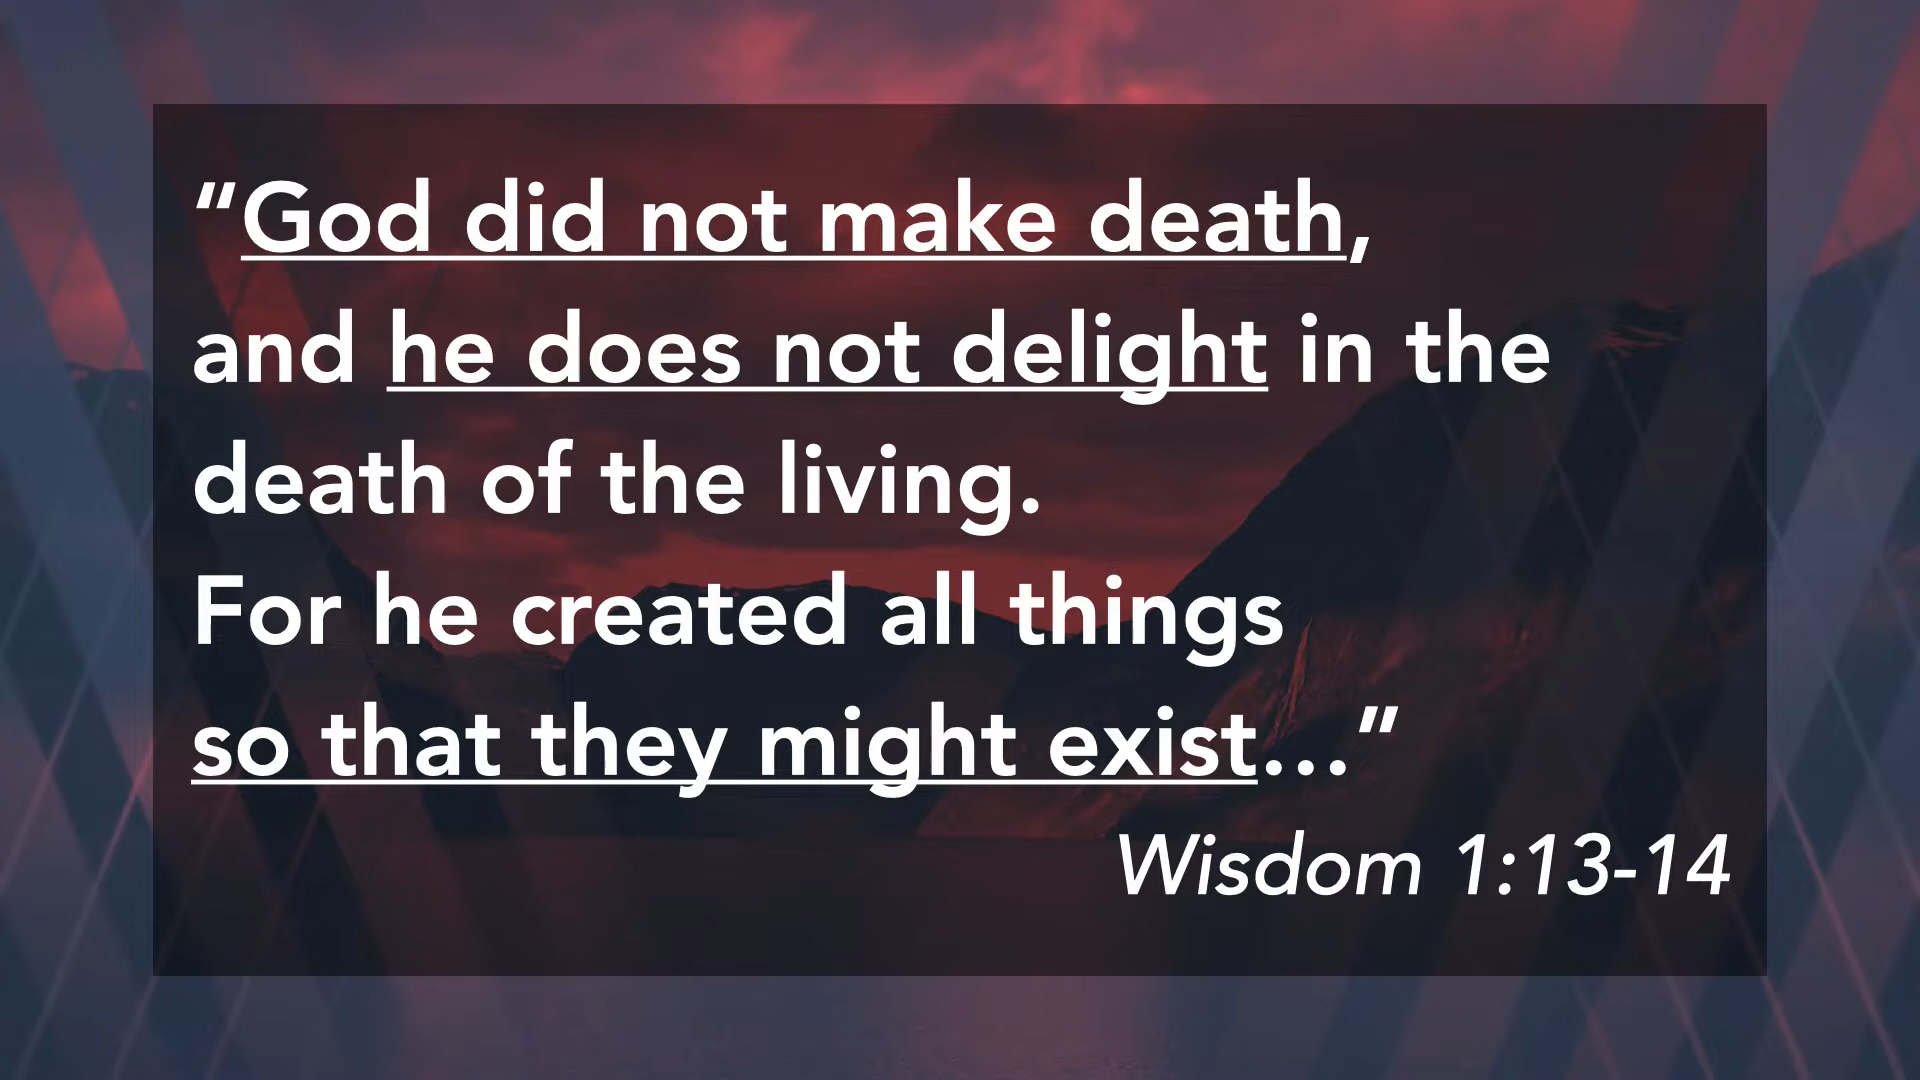 “God did not make death,
and he does not delight in the
death of the living.
For he created all things
so that they might exist…”
Wisdom 1:13-14